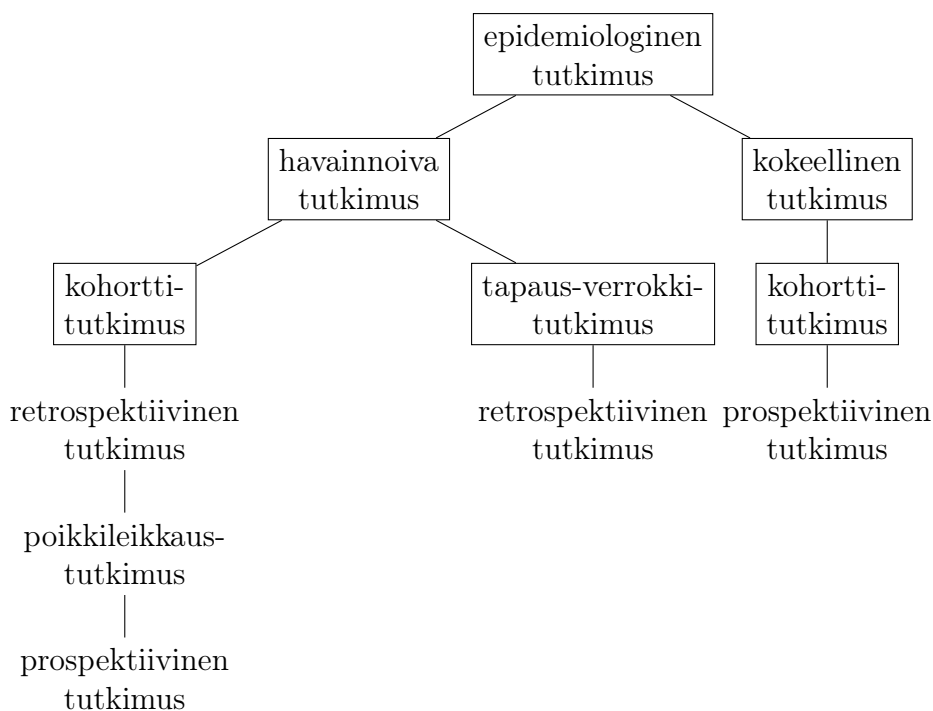 epidemiologinen
tutkimus
havainnoiva
tutkimus
kokeellinen
tutkimus
kohortti-
tutkimus
tapaus-verrokki-
tutkimus
kohortti-
tutkimus
retrospektiivinen
tutkimus
retrospektiivinen
tutkimus
prospektiivinen
tutkimus
poikkileikkaus-
tutkimus
prospektiivinen
tutkimus